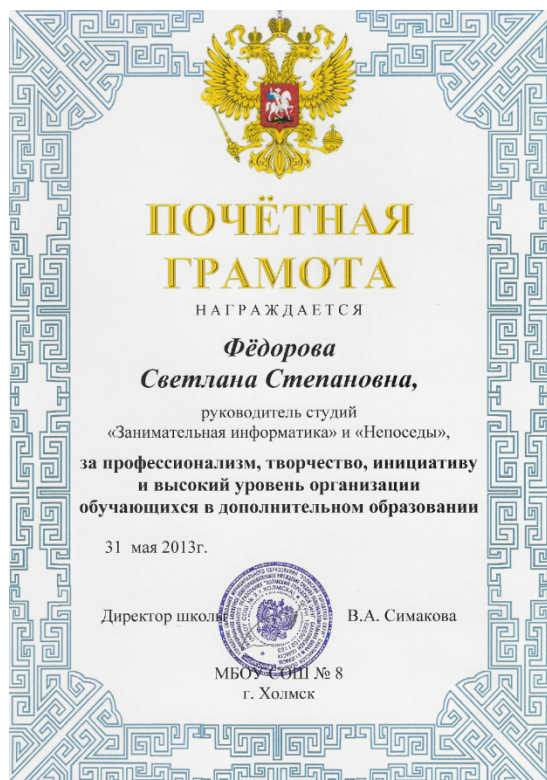 ПОЧЁТНАЯ
ГРАМОТА
НАГРАЖДАЕТСЯ
Фёдорова
Светлана Степановна,
руководитель студий
«Занимательная информатика» и «Непоседы»,
за профессионализм, творчество, инициативу
и высокий уровень организации
обучающихся в дополнительном образовании
31 мая 2013г.
Директор школы В.А. Симакова
МБОУ СОШ № 8
г. Холмск